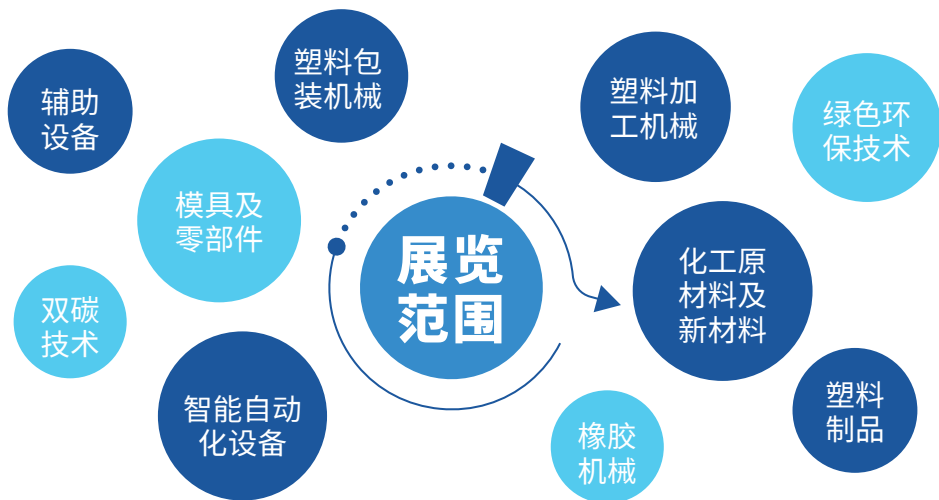 塑料包
装机械
塑料加
工机械
辅助
设备
绿色环
保技术
模具及
零部件
展览
范围
化工原
材料及
新材料
双碳
技术
智能自动
化设备
塑料
制品
橡胶
机械